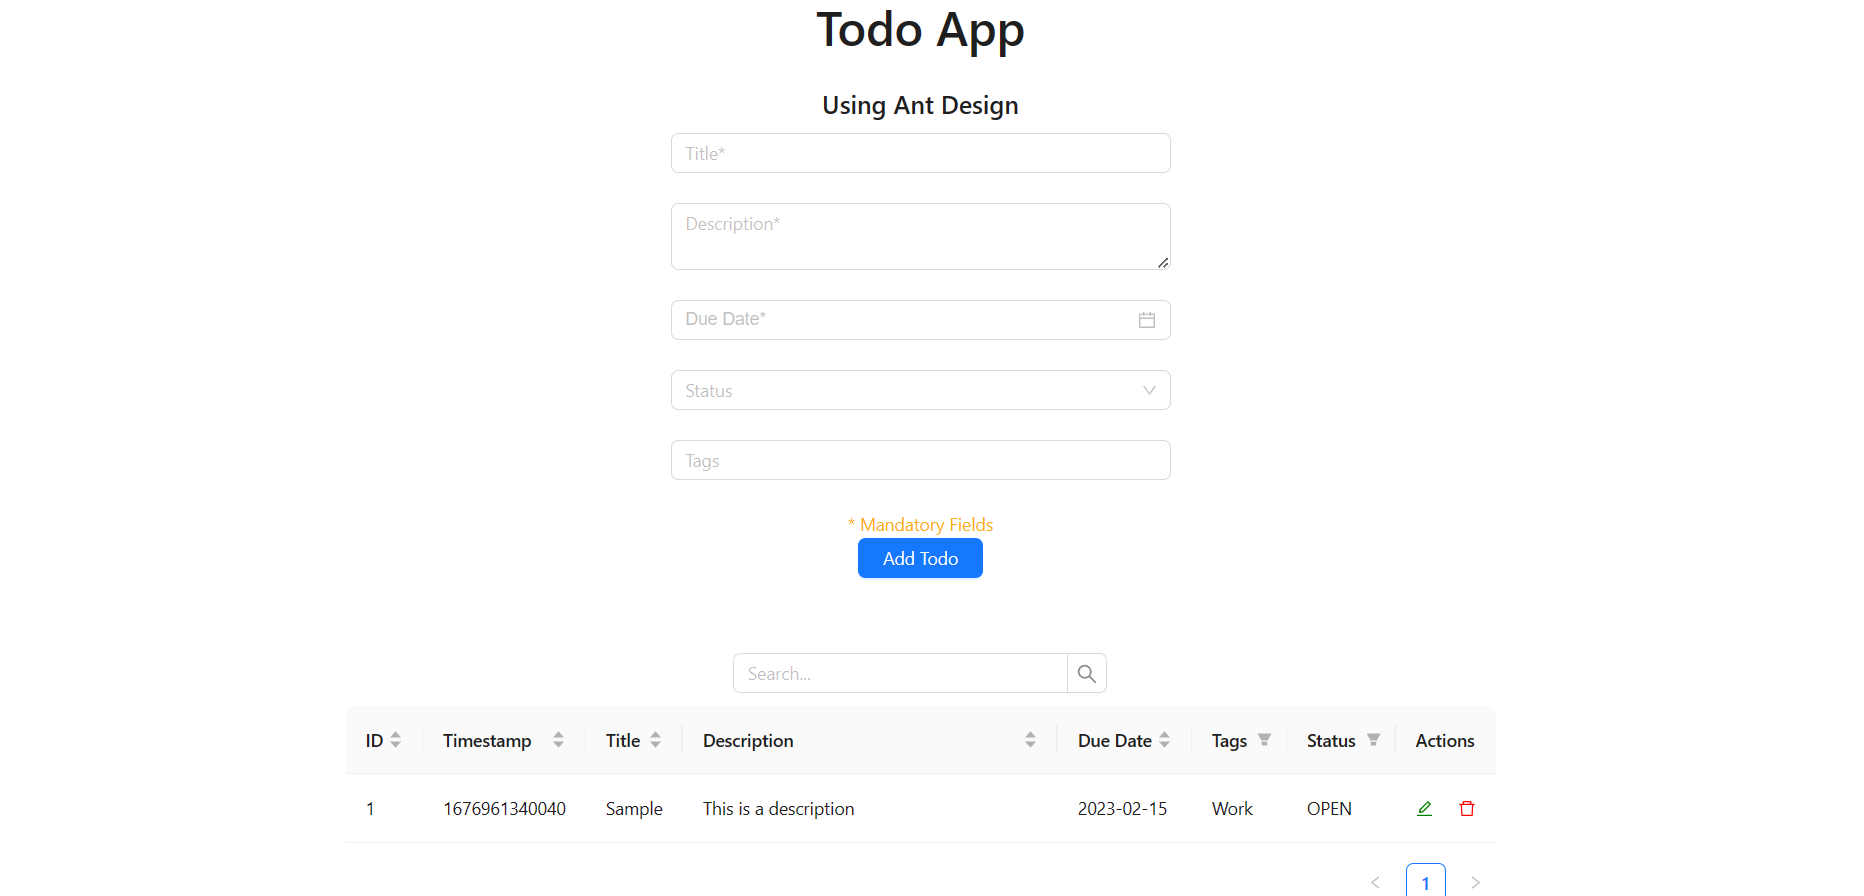 Todo App
Using Ant Design
Title*
Description*
Due Date*
Status
Tags
* Mandatory Fields
Add Todo
Search...
ID Timestamp Title Description Due Date Tags Status Actions
1 1676961340040 Sample This is a description 2023-02-15 Work OPEN
1